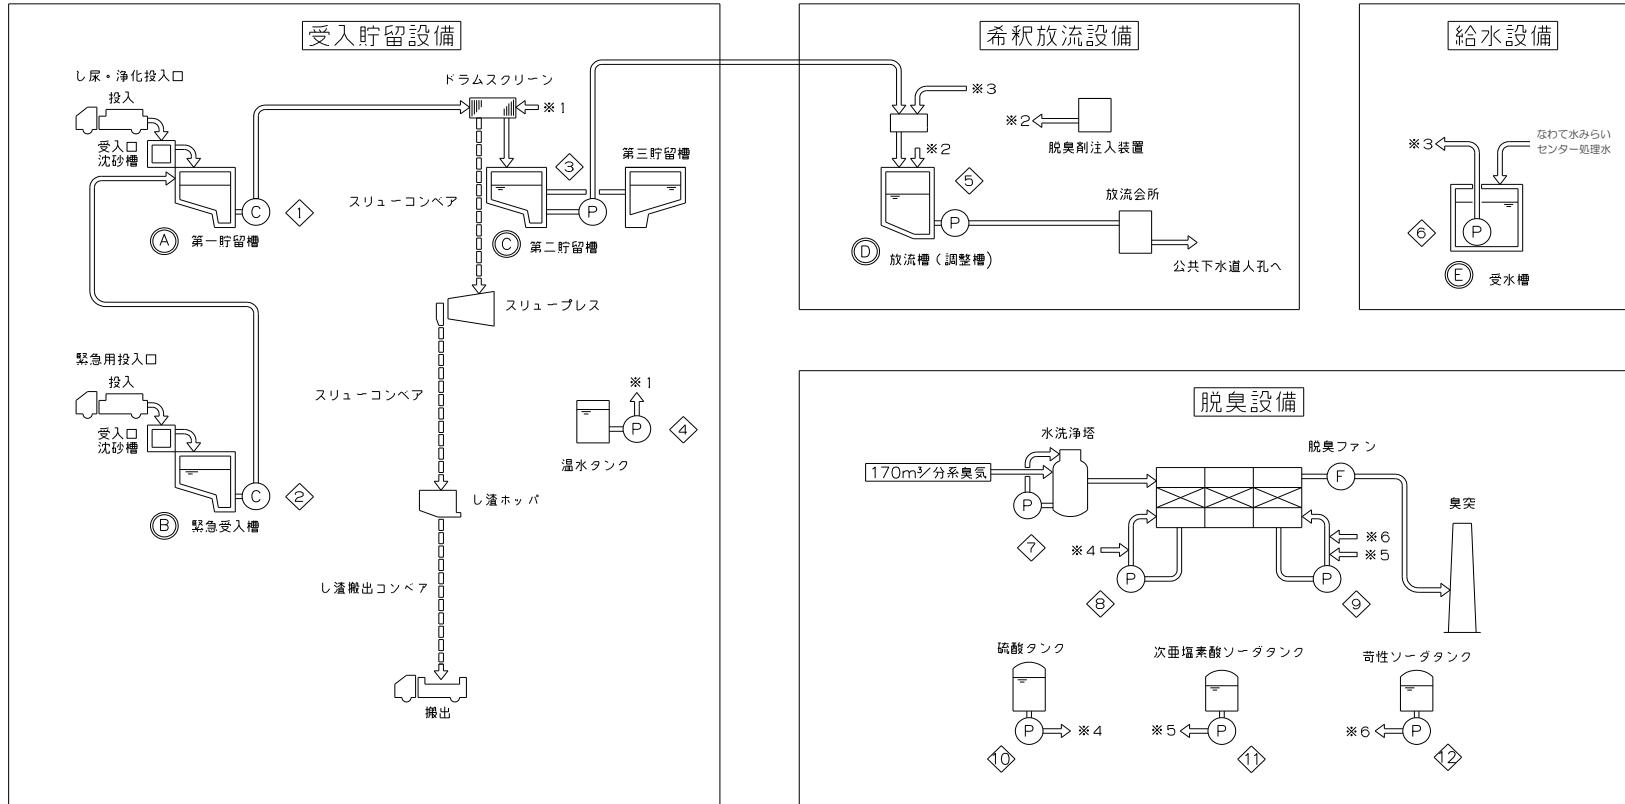 受入貯留設備
し尿・浄化投入口
投入
受入口
沈砂槽
C
1
A
第一貯留槽
ドラムスクリーン
※1
スリューコンベア
3
第三貯留槽
P
C
第二貯留槽
スリュープレス
緊急用投入口
投入
受入口
沈砂槽
C
2
B
緊急受入槽
スリューコンベア
※1
P
4
温水タンク
し渣ホッパ
し渣搬出コンベア
搬出
希釈放流設備
※3
※2
脱臭剤注入装置
※2
5
P
D
放流槽(調整槽)
放流会所
公共下水道人孔へ
給水設備
※3
なわて水みらい
センター処理水
6
P
E
受水槽
脱臭設備
170m³/分系臭気
水洗浄塔
P
7
脱臭ファン
F
臭突
※4
P
8
※6
※5
P
9
硫酸タンク
P
※4
10
次亜塩素酸ソーダタンク
※5
P
11
苛性ソーダタンク
※6
P
12